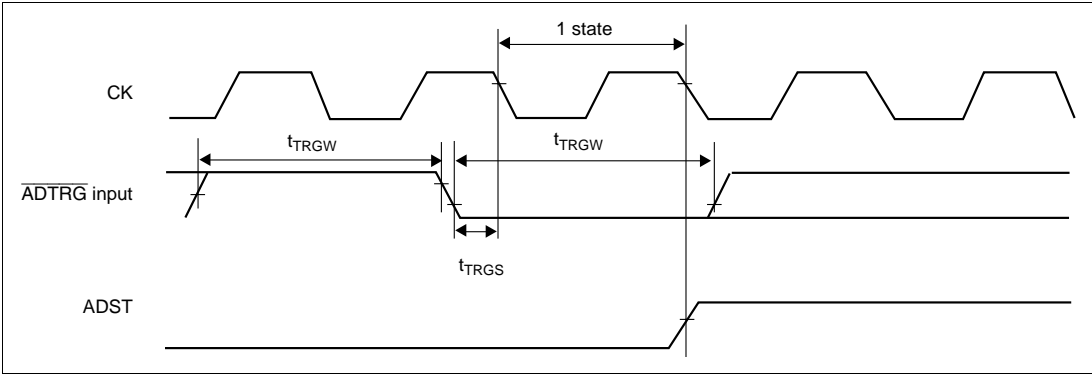 1 state
CK
tTRGW
tTRGW
ADTRG input
tTRGS
ADST